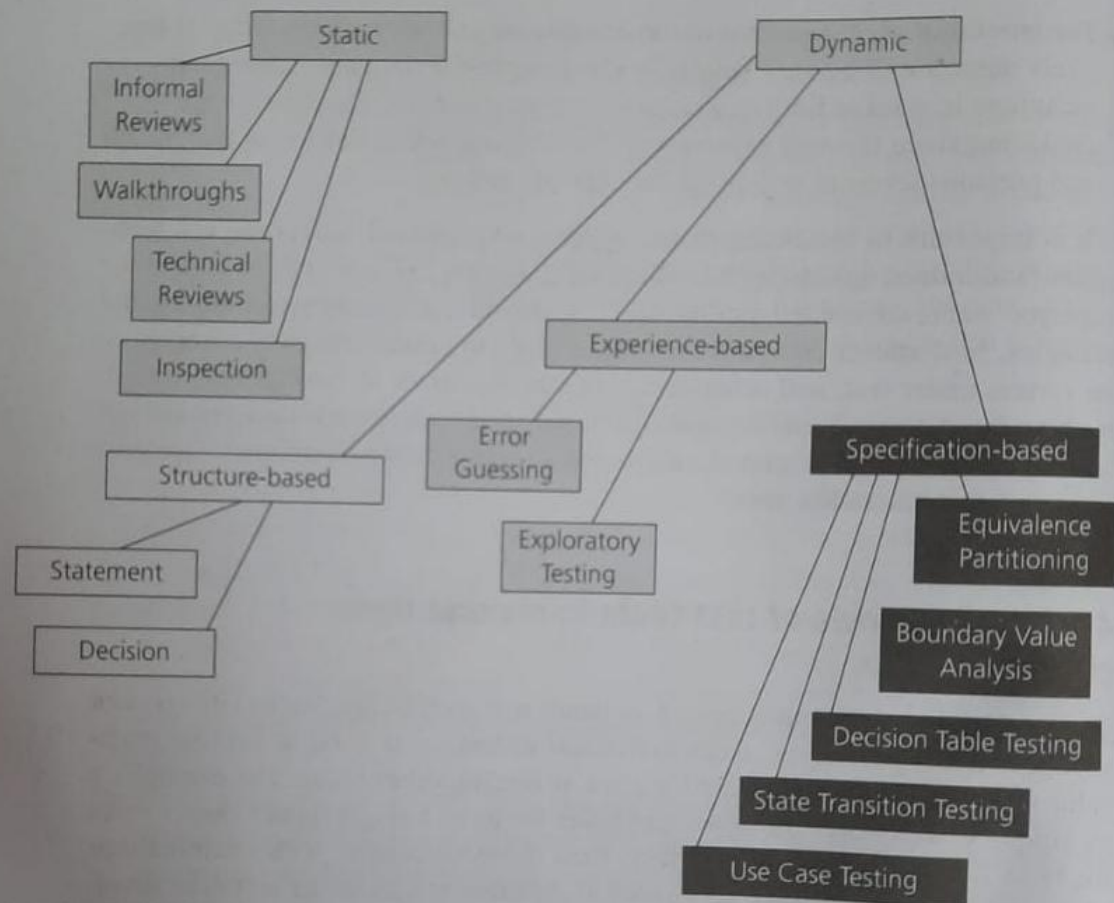 Static
Dynamic
Informal
Reviews
Walkthroughs
Technical
Reviews
Inspection
Experience-based
Error
Guessing
Exploratory
Testing
Structure-based
Statement
Decision
Specification-based
Equivalence
Partitioning
Boundary Value
Analysis
Decision Table Testing
State Transition Testing
Use Case Testing